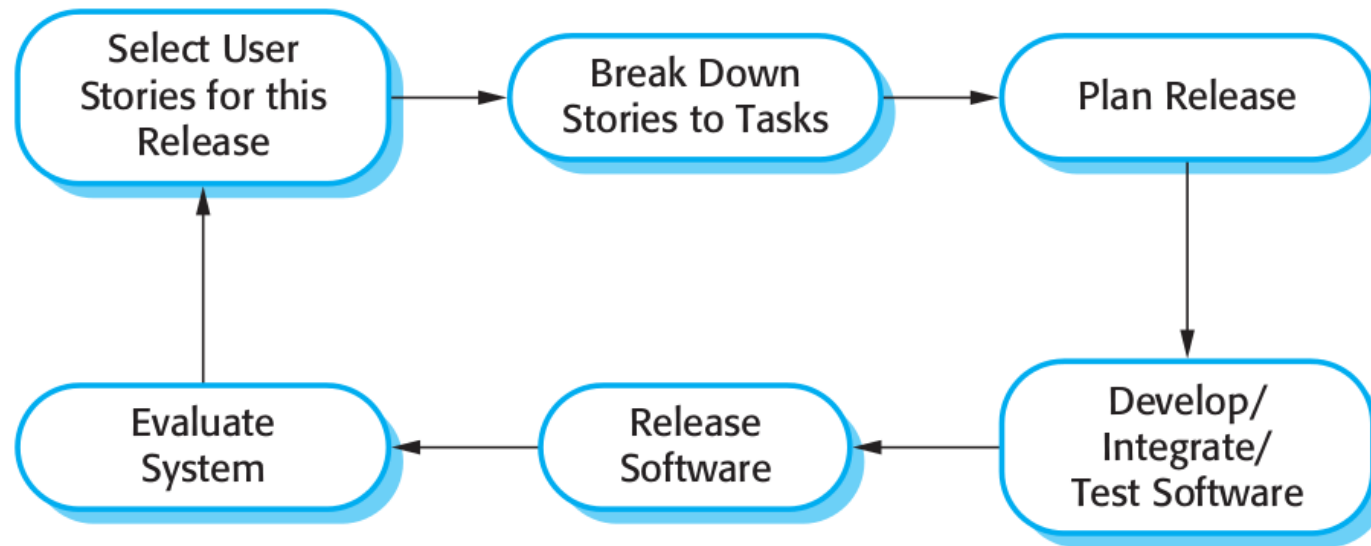 Select User
Stories for this
Release
Break Down
Stories to Tasks
Plan Release
Evaluate
System
Release
Software
Develop/
Integrate/
Test Software